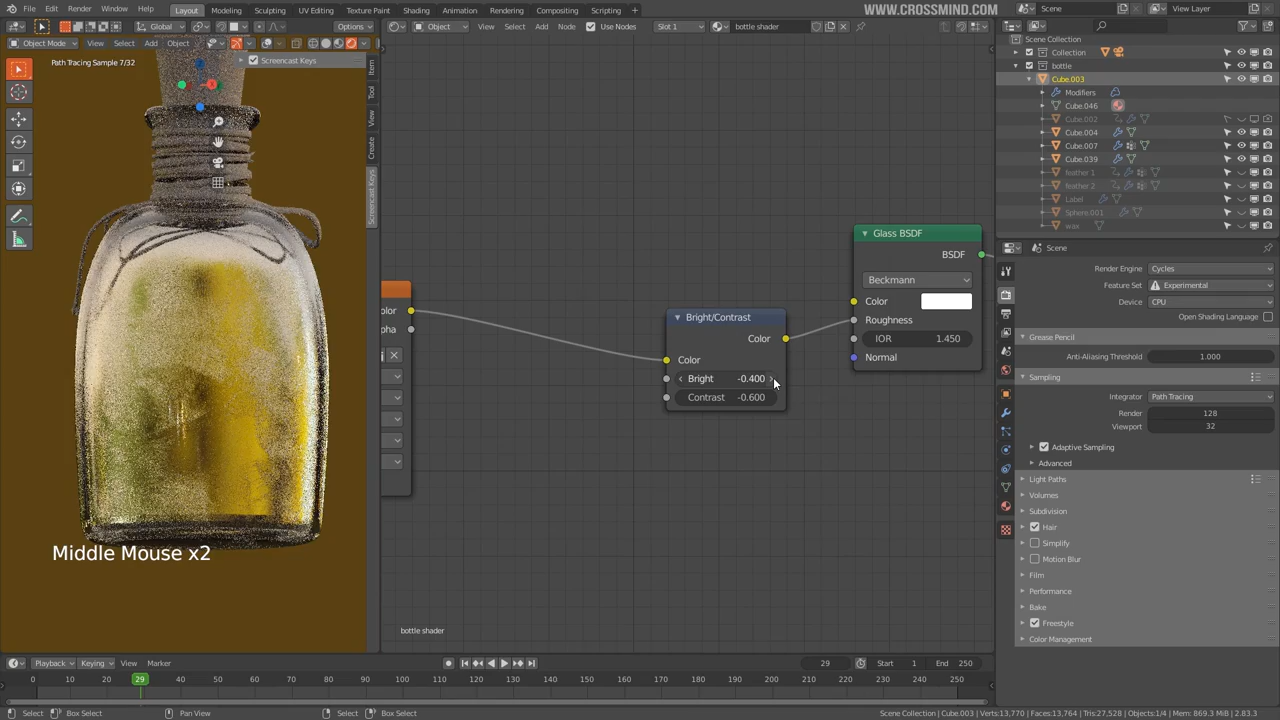 File Edit Render Window Help Layout Modeling Sculpting UV Editing Texture Paint Shading Animation Rendering Compositing Scripting WWW.CROSSMIND.COM Scene View Layer
Global Options Object View Select Add Node Use Nodes Slot 1 bottle shader
Object Mode View Select Add Object
Path Tracing Sample 7/32 Screencast Keys
Item
Tool
View
Create
Screencast Keys
Middle Mouse x2
X
Alpha
Bright/Contrast
Color
Color
Bright -0.400
Contrast -0.600
Glass BSDF
BSDF
Beckmann
Color
Roughness
IOR 1.450
Normal
bottle shader
Scene Collection
Collection
bottle
Cube.003
Modifiers
Cube.046
Cube.002
Cube.004
Cube.007
Cube.039
feather 1
feather 2
Label
Sphere.001
wax
Scene
Render Engine Cycles
Feature Set Experimental
Device CPU
Open Shading Language
Grease Pencil
Anti-Aliasing Threshold 1.000
Sampling
Integrator Path Tracing
Render 128
Viewport 32
Adaptive Sampling
Advanced
Light Paths
Volumes
Subdivision
Hair
Simplify
Motion Blur
Film
Performance
Bake
Freestyle
Color Management
Playback Keying View Marker 29 Start 1 End 250
0 10 20 29 40 50 60 70 80 90 100 110 120 130 140 150 160 170 180 190 200 210 220 230 240 250
Select Box Select Pan View Select Box Select Scene Collection | Cube.003 | Verts:13,770 | Faces:13,764 | Tris:27,528 | Objects:1/4 | Mem: 869.3 MiB | 2.83.3